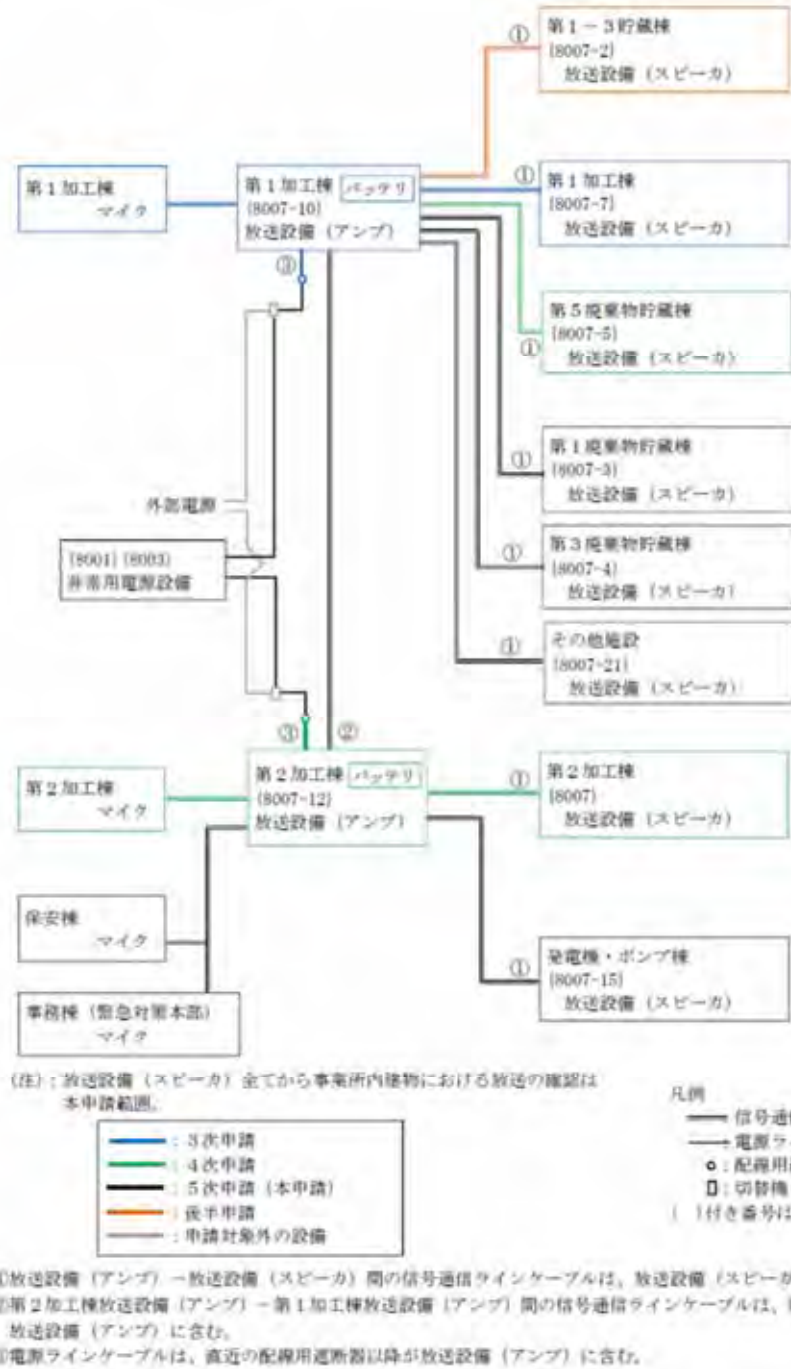 ①
第1-3貯蔵棟
(8007-2)
放送設備（スピーカ）
第1加工棟
マイク
第1加工棟 バッテリ
(8007-10)
放送設備（アンプ）
①
第1加工棟
(8007-7)
放送設備（スピーカ）
③
第5廃棄物貯蔵棟
(8007-5)
放送設備（スピーカ）
①
①
第1廃棄物貯蔵棟
(8007-3)
放送設備（スピーカ）
外部電源
(8001) (8003)
非常用電源設備
①
第3廃棄物貯蔵棟
(8007-4)
放送設備（スピーカ）
①
その他施設
(8007-21)
放送設備（スピーカ）
③
②
第2加工棟
マイク
第2加工棟 バッテリ
(8007-12)
放送設備（アンプ）
①
第2加工棟
(8007)
放送設備（スピーカ）
保安棟
マイク
事務棟（緊急対策本部）
マイク
①
発電機・ポンプ棟
(8007-15)
放送設備（スピーカ）
(注)：放送設備（スピーカ）全てから事業所内建物における放送の確認は
本申請範囲。
：3次申請
：4次申請
：5次申請（本申請）
：後半申請
：申請対象外の設備
凡例
信号通信
電源ラ
：配線用
：切替機
( )付き番号は
①放送設備（アンプ）－放送設備（スピーカ）間の信号通信ラインケーブルは、放送設備（スピーカ
②第2加工棟放送設備（アンプ）－第1加工棟放送設備（アンプ）間の信号通信ラインケーブルは、
放送設備（アンプ）に含む。
③電源ラインケーブルは、直近の配線用遮断器以降が放送設備（アンプ）に含む。